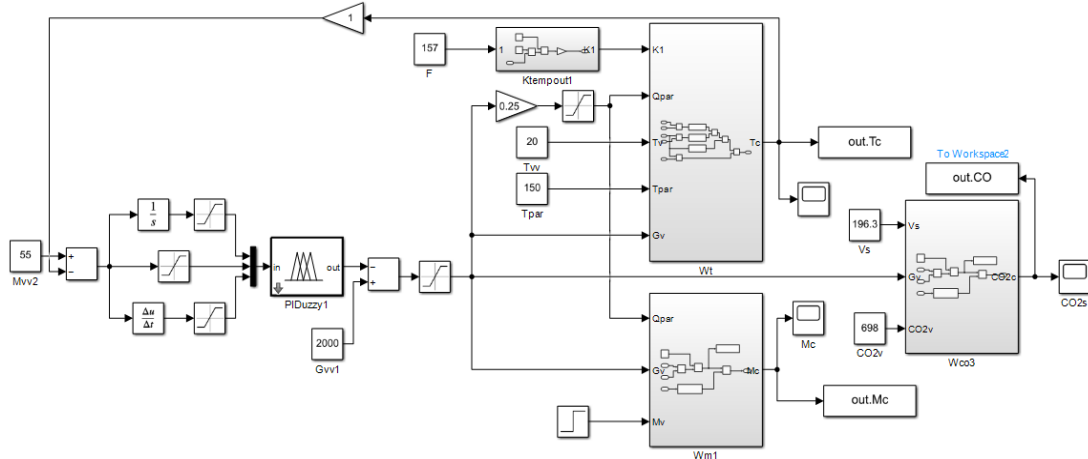 1
157
F
1
K1
Ktempout1
0.25
20
Tvv
150
Tpar
K1
Qpar
Tv
Tpar
Gv
Tc
Wt
out.Tc
To Workspace2
out.CO
196.3
Vs
698
CO2v
Vs
Gv
CO2v
CO2c
Wco3
CO2s
55
Mvv2
+
−
1
s
Δu
Δt
in
out
PIDuzzy1
−
+
2000
Gvv1
Qpar
Gv
Mv
Mc
Wm1
Mc
out.Mc